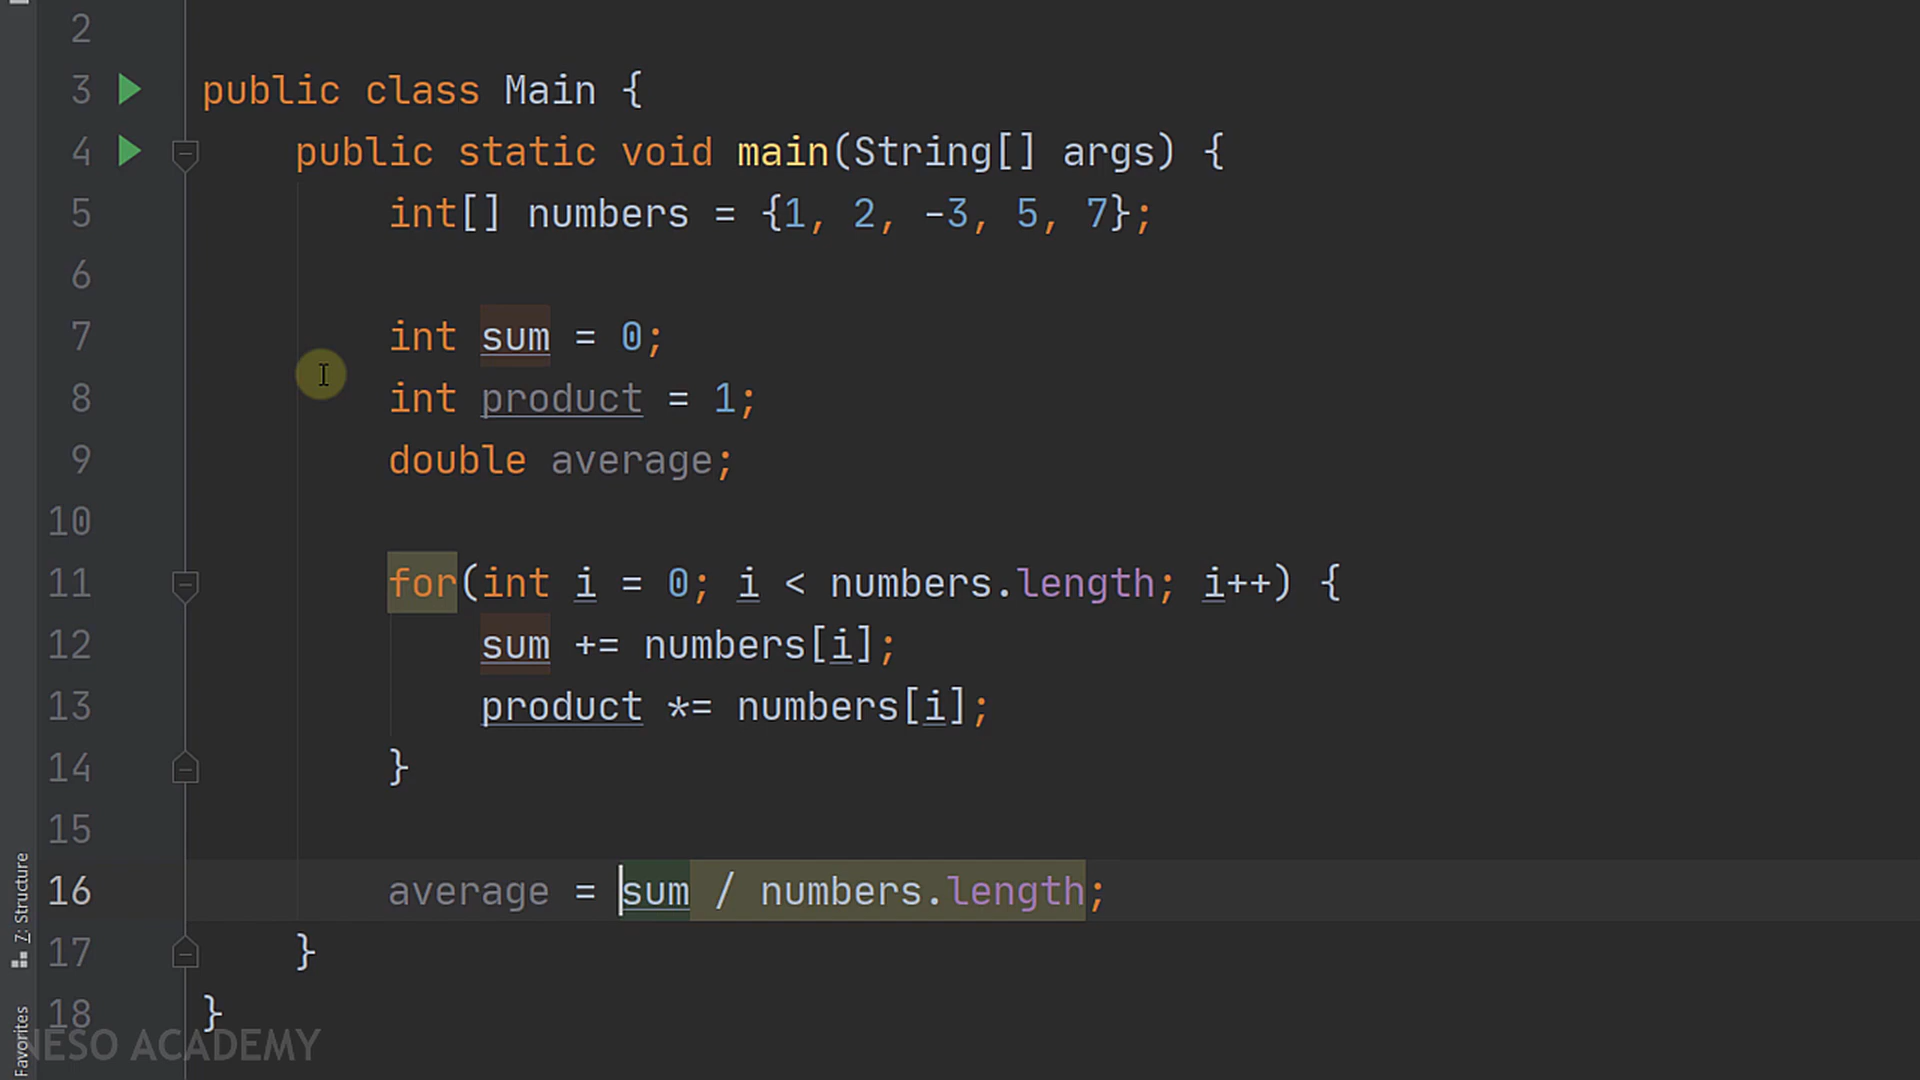 2
3 public class Main {
4 public static void main(String[] args) {
5 int[] numbers = {1, 2, -3, 5, 7};
6
7 int sum = 0;
8 int product = 1;
9 double average;
10
11 for(int i = 0; i < numbers.length; i++) {
12 sum += numbers[i];
13 product *= numbers[i];
14 }
15
16 average = sum / numbers.length;
17 }
18 }
Z: Structure
Favorites
NESO ACADEMY